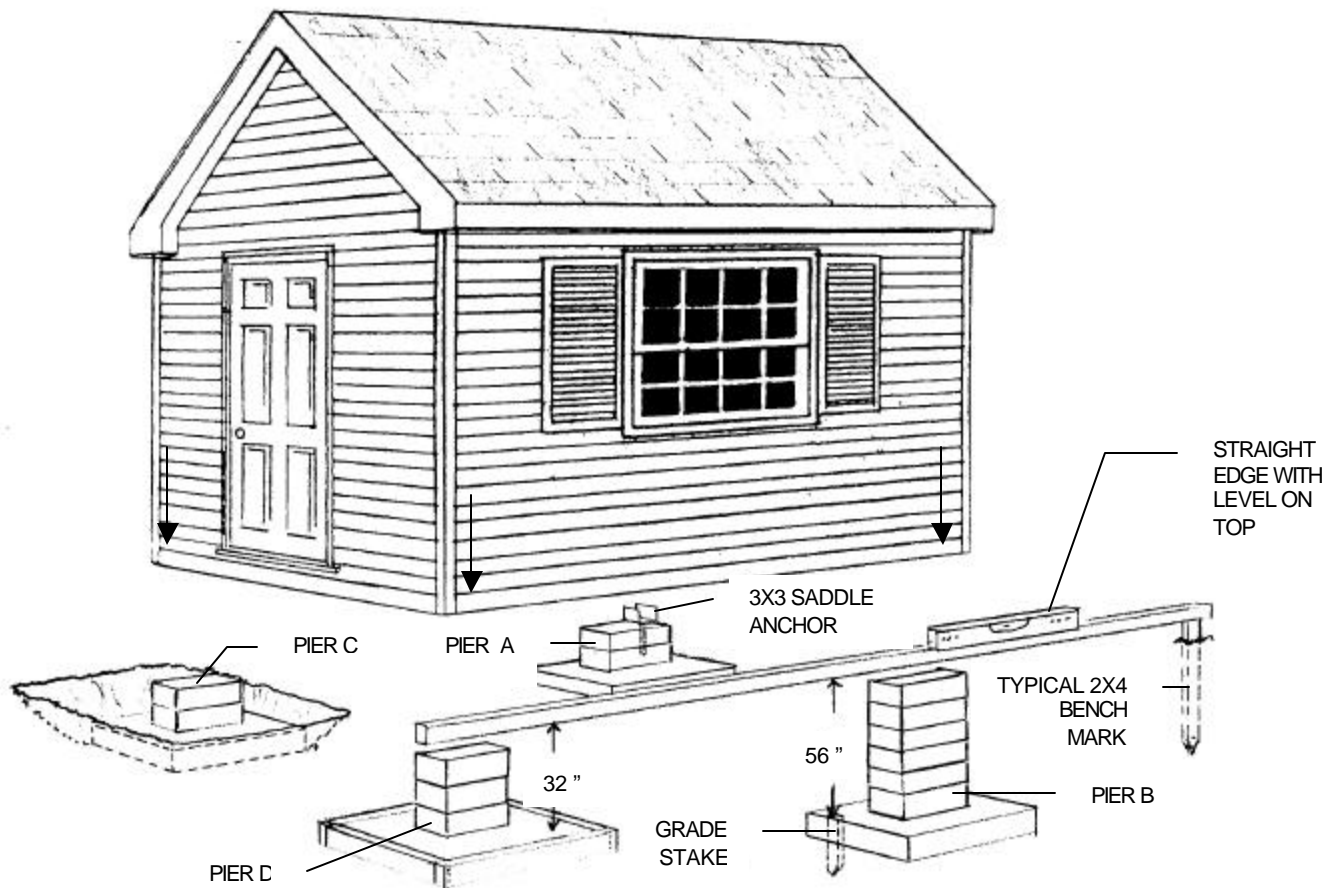 STRAIGHT
EDGE WITH
LEVEL ON
TOP
3X3 SADDLE
ANCHOR
PIER C
PIER A
TYPICAL 2X4
BENCH
MARK
56 "
32 "
PIER B
GRADE
STAKE
PIER D